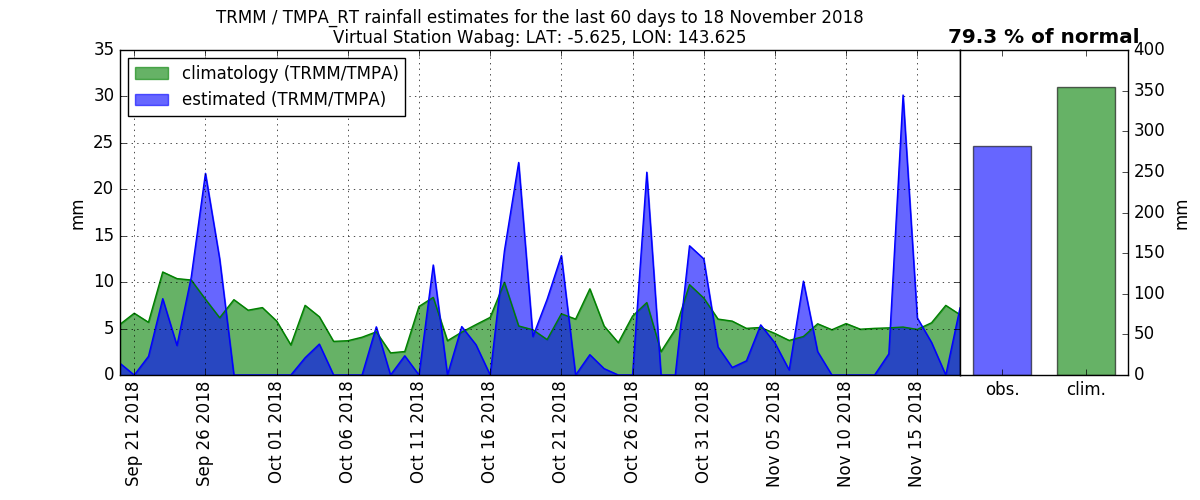 TRMM / TMPA_RT rainfall estimates for the last 60 days to 18 November 2018
Virtual Station Wabag: LAT: -5.625, LON: 143.625
79.3 % of normal
climatology (TRMM/TMPA)
estimated (TRMM/TMPA)
35
30
25
20
15
10
5
0
mm
400
350
300
250
200
150
100
50
0
mm
Sep 21 2018
Sep 26 2018
Oct 01 2018
Oct 06 2018
Oct 11 2018
Oct 16 2018
Oct 21 2018
Oct 26 2018
Oct 31 2018
Nov 05 2018
Nov 10 2018
Nov 15 2018
obs.
clim.